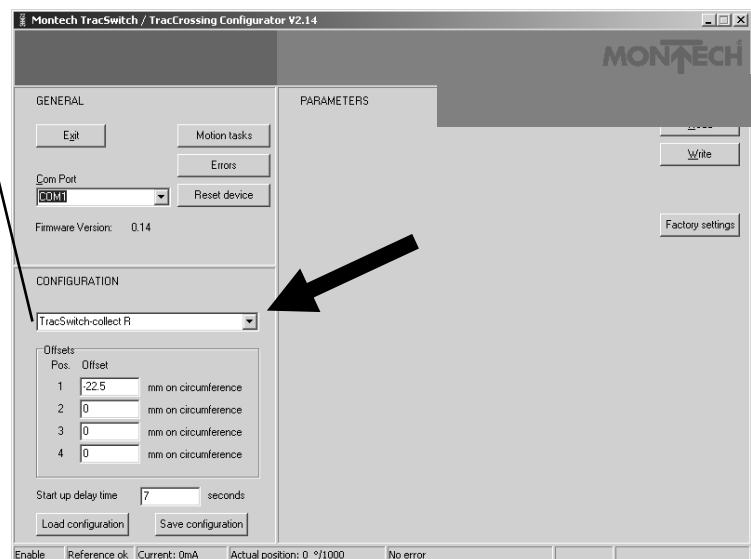 Montech TracSwitch / TracCrossing Configurator V2.14
MONTECH
GENERAL
Exit
Motion tasks
Errors
Com Port
COM1
Reset device
Firmware Version: 0.14
PARAMETERS
Write
Factory settings
CONFIGURATION
TracSwitch-collect R
Offsets
Pos. Offset
1 -22.5 mm on circumference
2 0 mm on circumference
3 0 mm on circumference
4 0 mm on circumference
Start up delay time 7 seconds
Load configuration Save configuration
Enable Reference ok Current: 0mA Actual position: 0 °/1000 No error